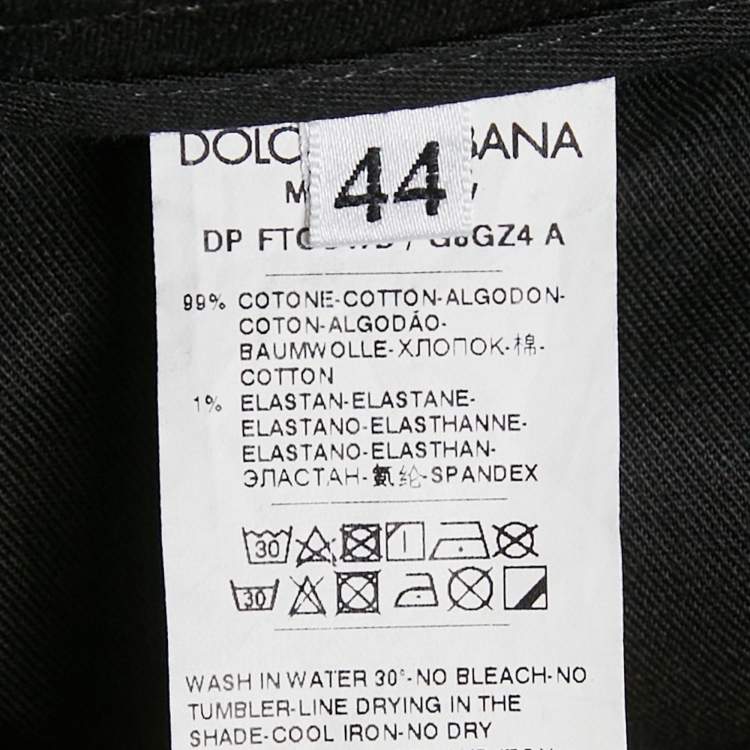 44
DP G8GZ4 A
99% COTONE-COTTON-ALGODON-
COTON-ALGODÃO-
BAUMWOLLE-ХЛОПОК-棉-
COTTON
1% ELASTAN-ELASTANE-
ELASTANO-ELASTHANNE-
ELASTANO-ELASTHAN-
ЭЛАСТАН-氨纶-SPANDEX
30
30
WASH IN WATER 30°-NO BLEACH-NO
TUMBLER-LINE DRYING IN THE
SHADE-COOL IRON-NO DRY